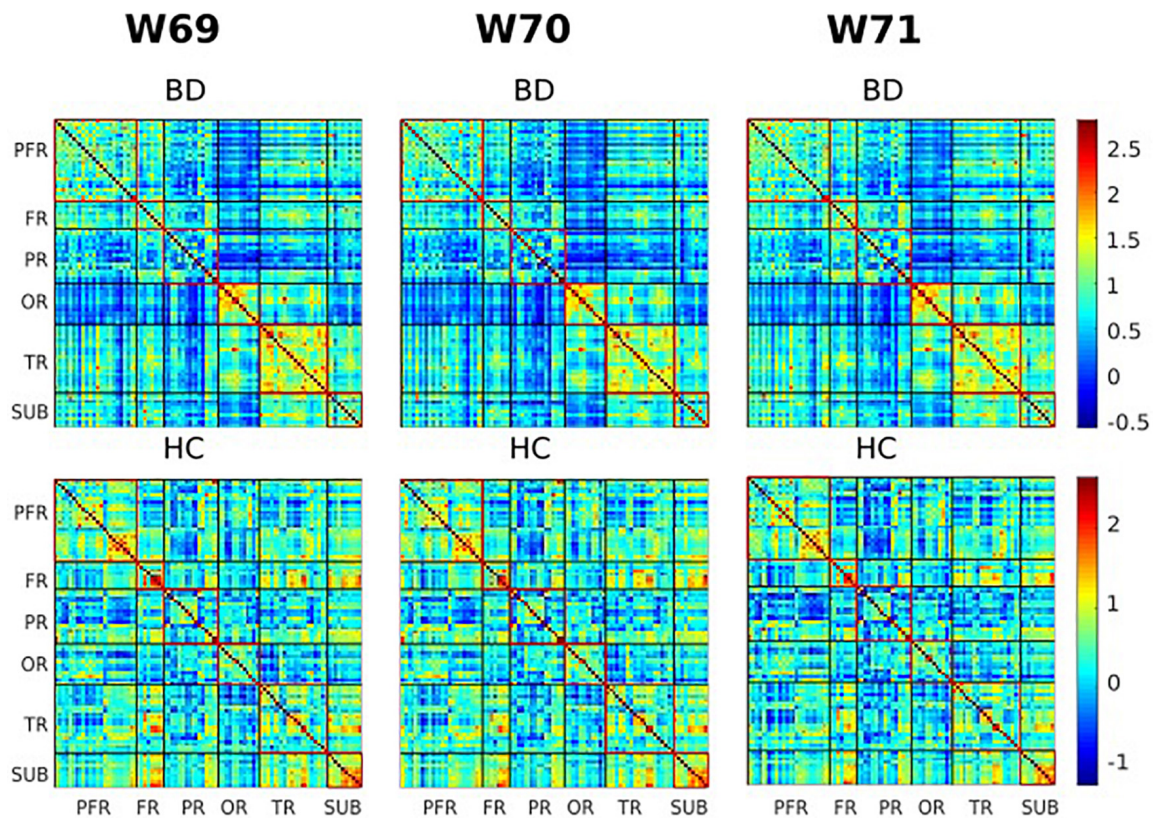 W69 W70 W71
BD BD BD
PFR
FR
PR
OR
TR
SUB
2.5
2
1.5
1
0.5
0
-0.5
HC HC HC
PFR
FR
PR
OR
TR
SUB
2
1
0
-1
PFR FR PR OR TR SUB PFR FR PR OR TR SUB PFR FR PR OR TR SUB